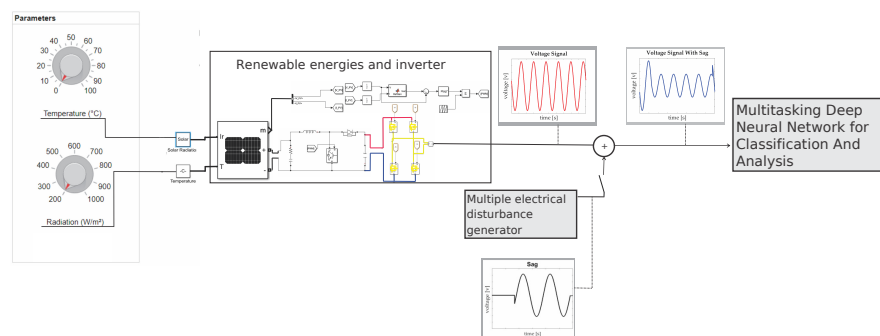 Parameters
50
40
60
30
70
20
80
10
90
0
100
Temperature (°C)
600
500
700
400
800
300
900
200
1000
Radiation (W/m²)
Solar
Solar Radiatio
Temperature
Renewable energies and inverter
Ir
T
m
+
-
Voltage Signal
voltage [v]
time [s]
Voltage Signal With Sag
voltage [v]
time [s]
+
Multiple electrical
disturbance
generator
Sag
voltage [v]
time [s]
Multitasking Deep
Neural Network for
Classification And
Analysis